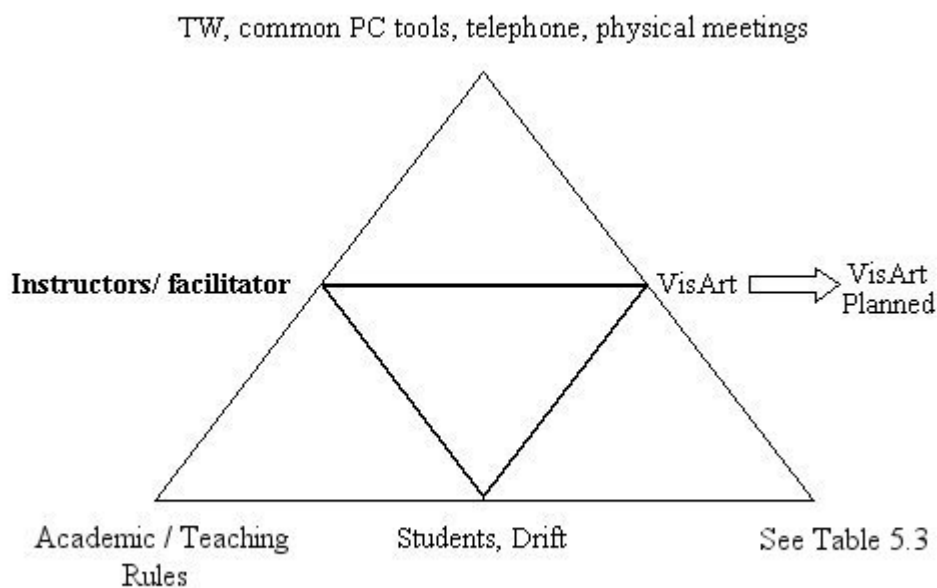 TW, common PC tools, telephone, physical meetings
Instructors/ facilitator
VisArt
VisArt
Planned
Academic / Teaching
Rules
Students, Drift
See Table 5.3